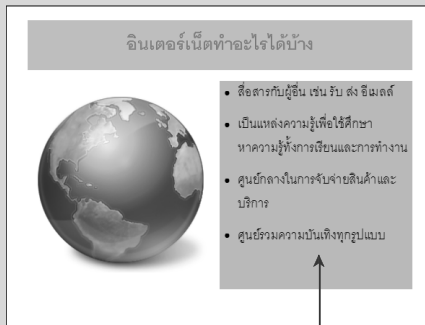 อินเตอร์เน็ตทำอะไรได้บ้าง
• สื่อสารกับผู้อื่น เช่น รับ ส่ง อีเมลล์
• เป็นแหล่งความรู้เพื่อใช้ศึกษา
หาความรู้ทั้งการเรียนและการทำงาน
• ศูนย์กลางในการจับจ่ายสินค้าและ
บริการ
• ศูนย์รวมความบันเทิงทุกรูปแบบ